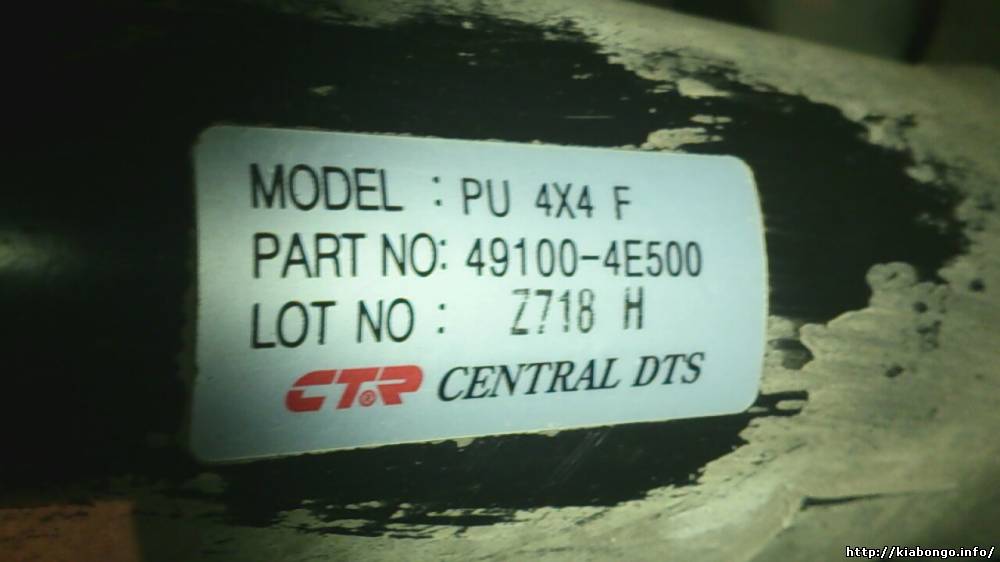 MODEL : PU 4X4 F
PART NO: 49100-4E500
LOT NO : Z718 H
CTR® CENTRAL DTS
http://kiabongo.info/